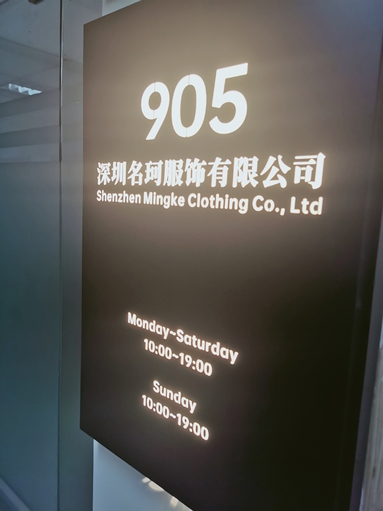 905
深圳名珂服饰有限公司
Shenzhen Mingke Clothing Co., Ltd
Monday~Saturday
10:00~19:00
Sunday
10:00~19:00